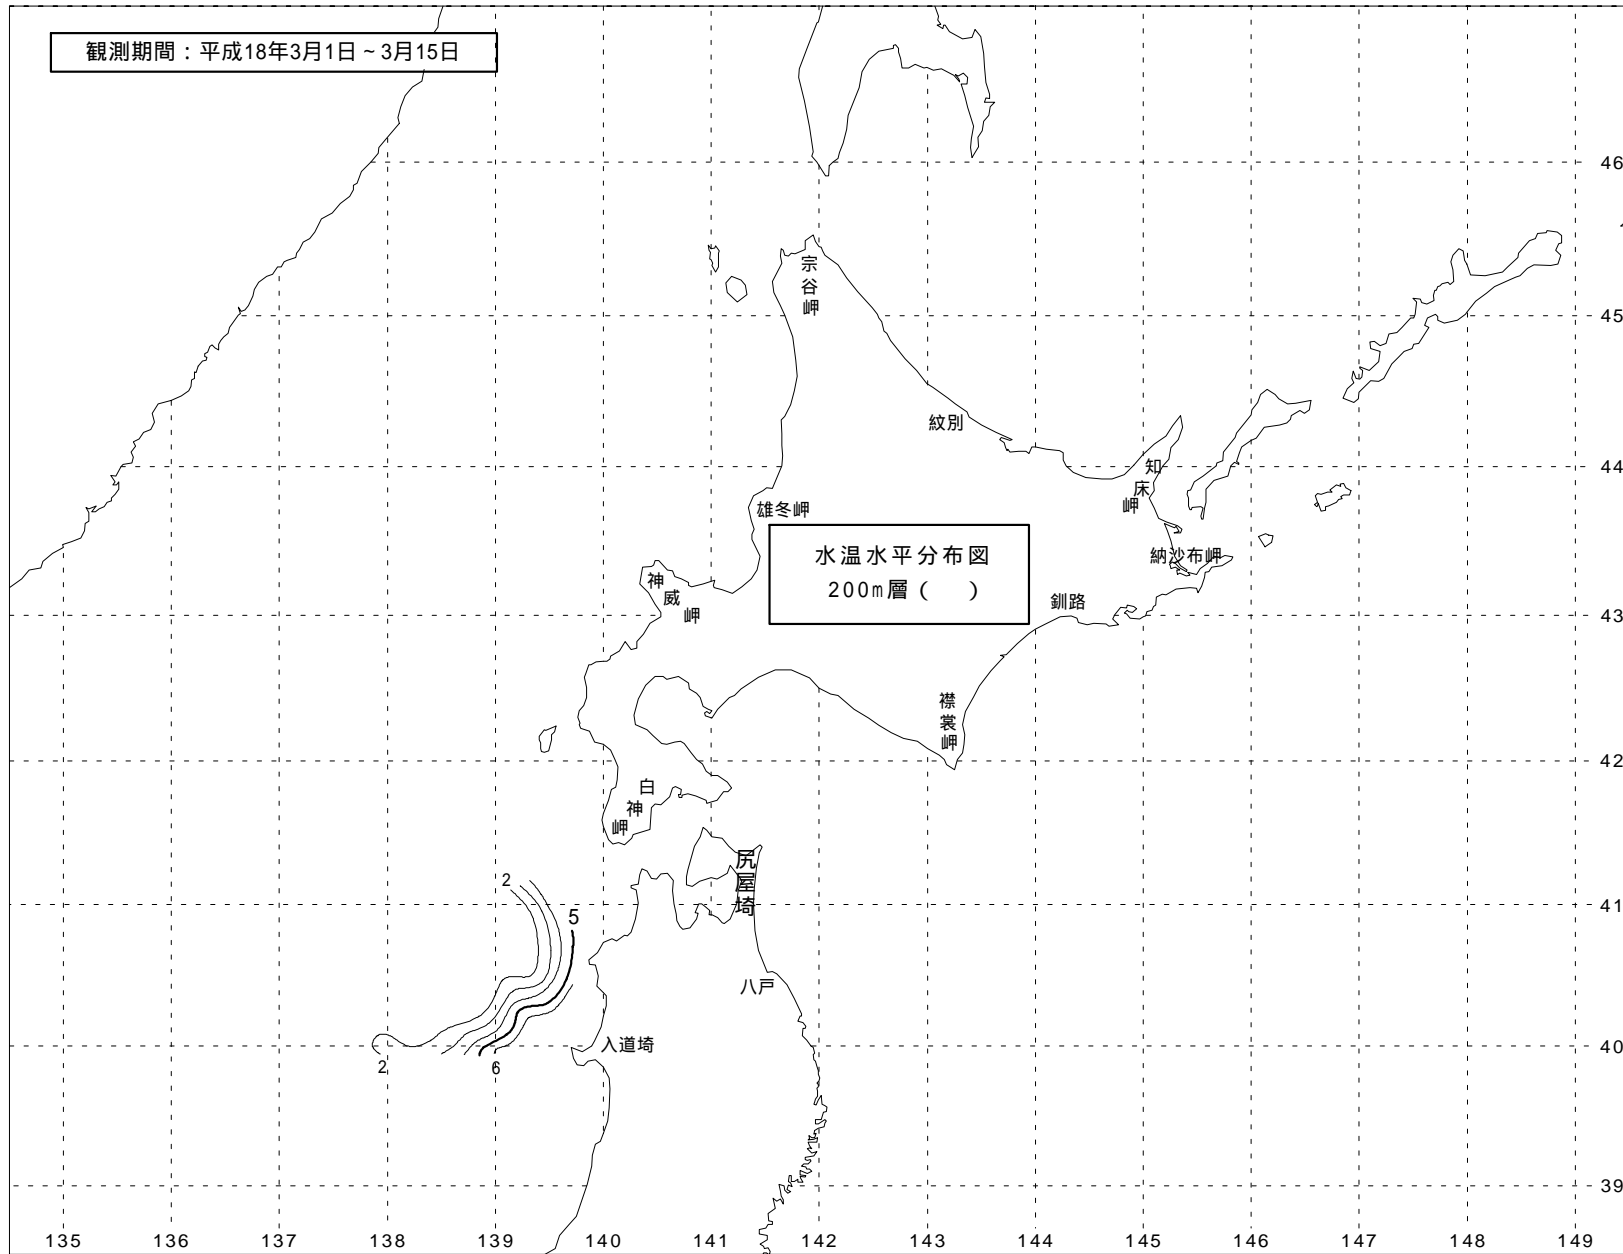 観測期間：平成18年3月1日～3月15日
46
宗谷岬
45
紋別
44
知床岬
雄冬岬
水温水平分布図
200m層（　）
納沙布岬
神威岬
釧路
43
襟裳岬
42
白神岬
尻屋埼
2
41
5
八戸
入道埼
40
2
6
39
135 136 137 138 139 140 141 142 143 144 145 146 147 148 149